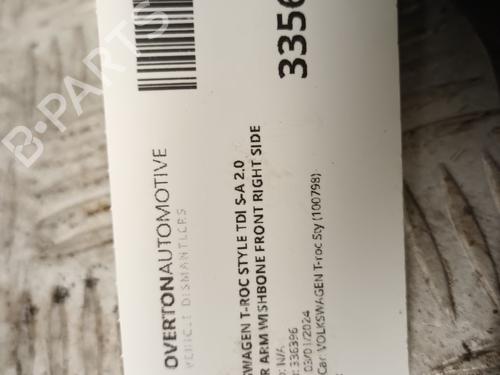 B-PARTS
OVERTONAUTOMOTIVE
VEHICLE DISMANTLERS
3356
SWAGEN T-ROC STYLE TDI S-A 2.0
R ARM WISHBONE FRONT RIGHT SIDE
: N/A
: 336396
03/01/2024
Car: VOLKSWAGEN T-roc Sty (100798)